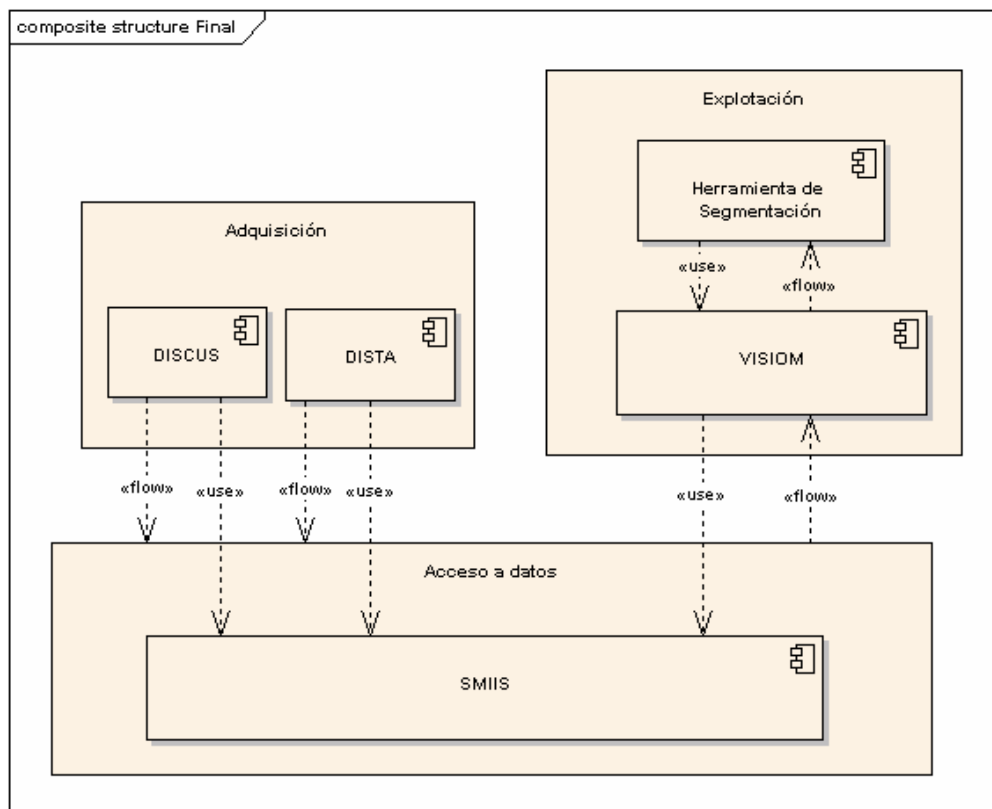 composite structure Final
Explotación
Herramienta de
Segmentación
«use»
«flow»
VISIOM
Adquisición
DISCUS
DISTA
«flow»
«use»
«flow»
«use»
«use»
«flow»
Acceso a datos
SMIIS